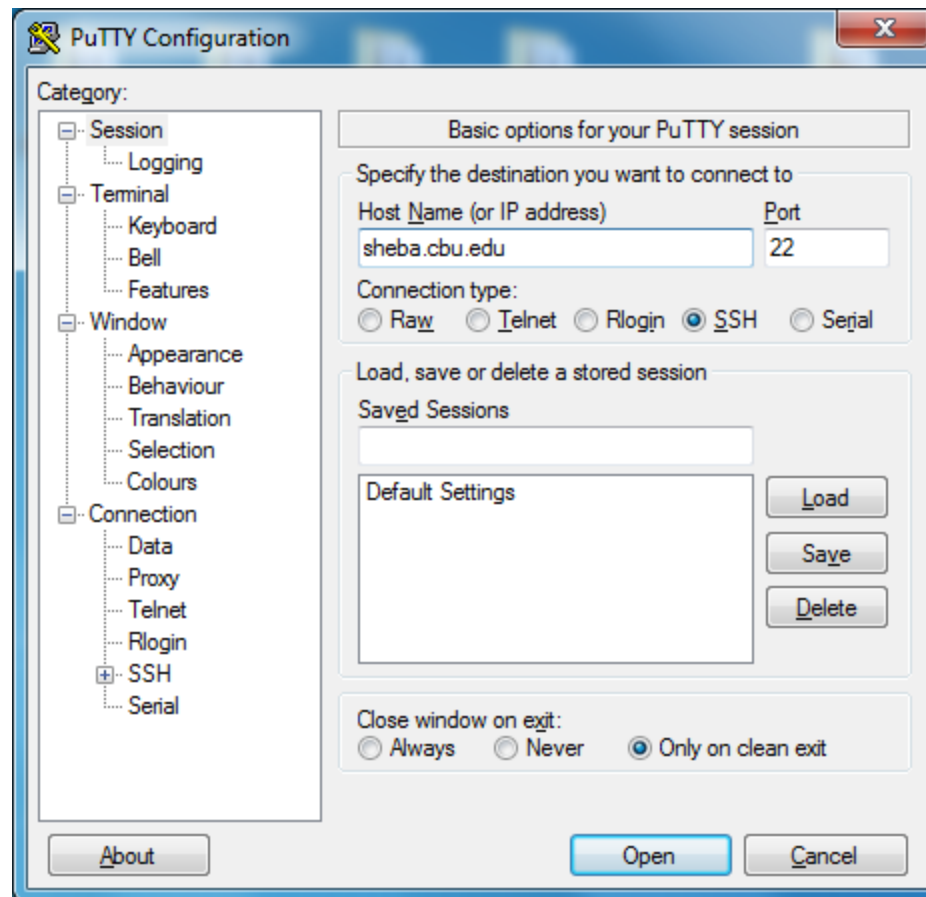 PuTTY Configuration
Category:
Session
Logging
Terminal
Keyboard
Bell
Features
Window
Appearance
Behaviour
Translation
Selection
Colours
Connection
Data
Proxy
Telnet
Rlogin
SSH
Serial
Basic options for your PuTTY session
Specify the destination you want to connect to
Host Name (or IP address) Port
sheba.cbu.edu 22
Connection type:
Raw Telnet Rlogin SSH Serial
Load, save or delete a stored session
Saved Sessions
Default Settings
Load
Save
Delete
Close window on exit:
Always Never Only on clean exit
About Open Cancel